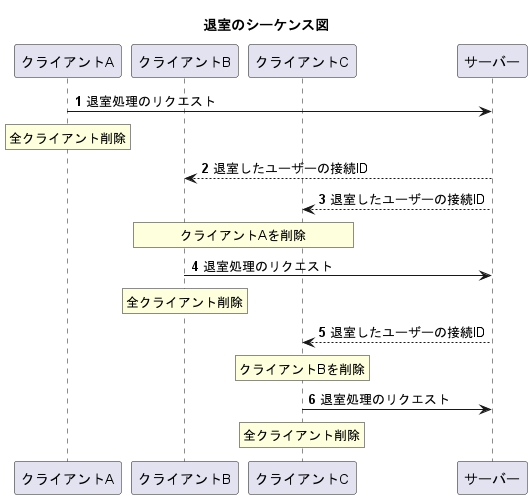 退室のシーケンス図
クライアントA クライアントB クライアントC サーバー
1 退室処理のリクエスト
全クライアント削除
2 退室したユーザーの接続ID
3 退室したユーザーの接続ID
クライアントAを削除
4 退室処理のリクエスト
全クライアント削除
5 退室したユーザーの接続ID
クライアントBを削除
6 退室処理のリクエスト
全クライアント削除
クライアントA クライアントB クライアントC サーバー